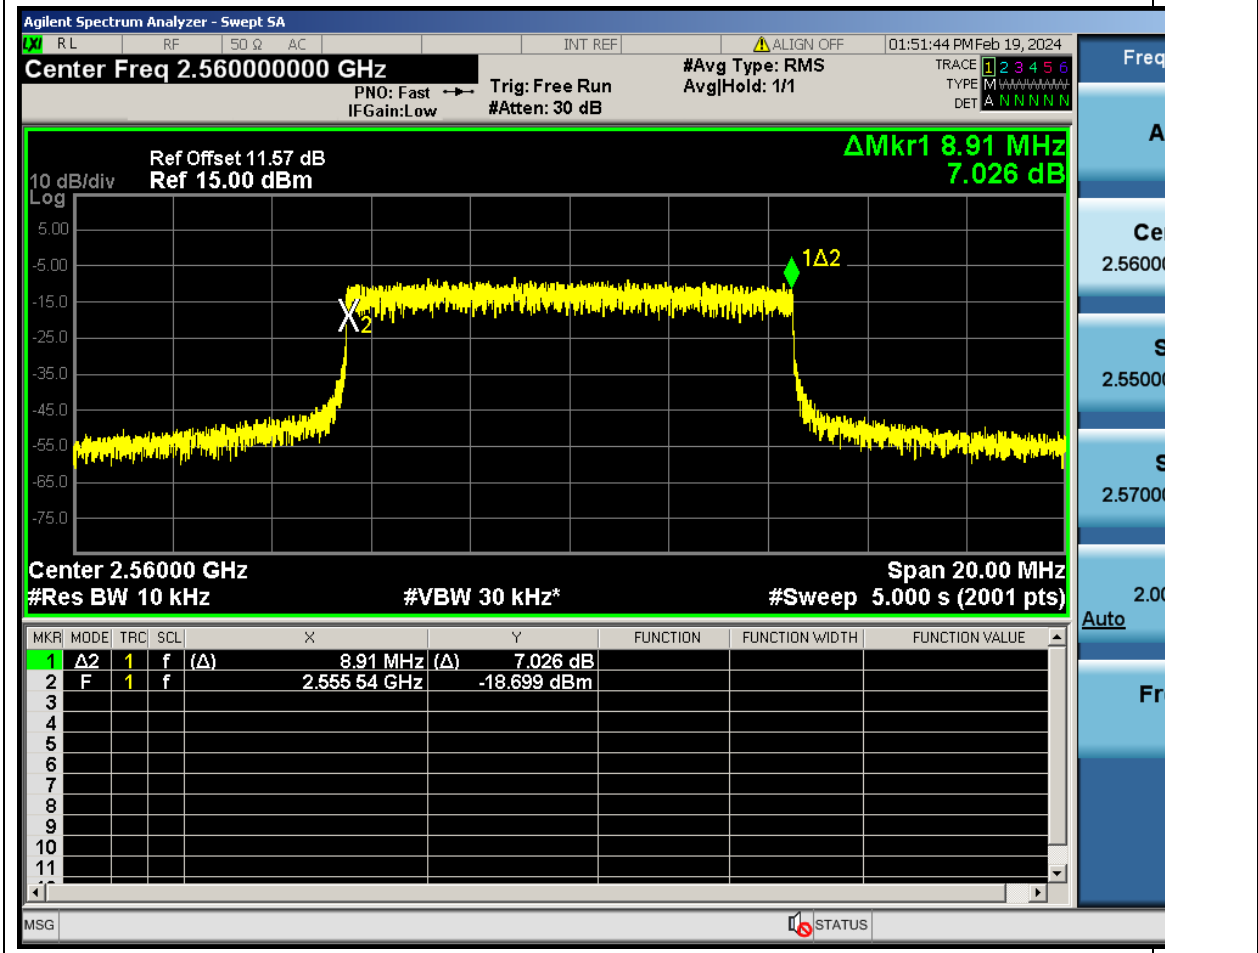 Agilent Spectrum Analyzer - Swept SA
LXI RL RF 50 Ω AC INT REF ALIGN OFF 01:51:44 PM Feb 19, 2024
Center Freq 2.560000000 GHz
PNO: Fast
IFGain:Low
Trig: Free Run
#Atten: 30 dB
#Avg Type: RMS
Avg|Hold: 1/1
TRACE 1 2 3 4 5 6
TYPE M
DET A N N N N N
ΔMkr1 8.91 MHz
7.026 dB
Ref Offset 11.57 dB
10 dB/div Ref 15.00 dBm
Log
5.00
-5.00
-15.0
-25.0
-35.0
-45.0
-55.0
-65.0
-75.0
1Δ2
X2
Center 2.56000 GHz Span 20.00 MHz
#Res BW 10 kHz #VBW 30 kHz* #Sweep 5.000 s (2001 pts)
MKR MODE TRC SCL X Y FUNCTION FUNCTION WIDTH FUNCTION VALUE
1 Δ2 1 f (Δ) 8.91 MHz (Δ) 7.026 dB
2 F 1 f 2.555 54 GHz -18.699 dBm
3
4
5
6
7
8
9
10
11
MSG STATUS
Freq
A
Ce
2.5600
S
2.5500
S
2.5700
2.00
Auto
Fr